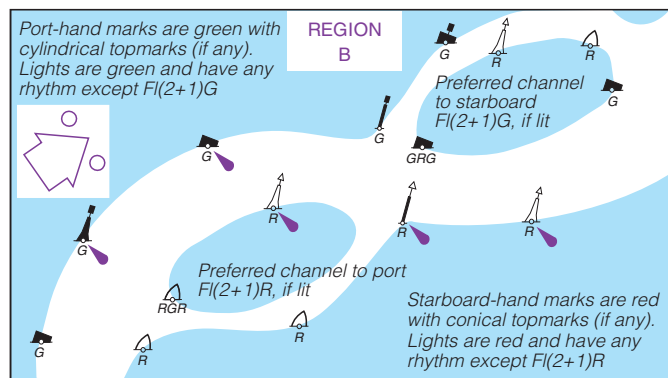 Port-hand marks are green with
cylindrical topmarks (if any).
Lights are green and have any
rhythm except Fl(2+1)G
REGION
B
G
R
R
Preferred channel
to starboard
Fl(2+1)G, if lit
G
G
GRG
G
R
R
R
G
Preferred channel to port
Fl(2+1)R, if lit
RGR
R
G
R
Starboard-hand marks are red
with conical topmarks (if any).
Lights are red and have any
rhythm except Fl(2+1)R